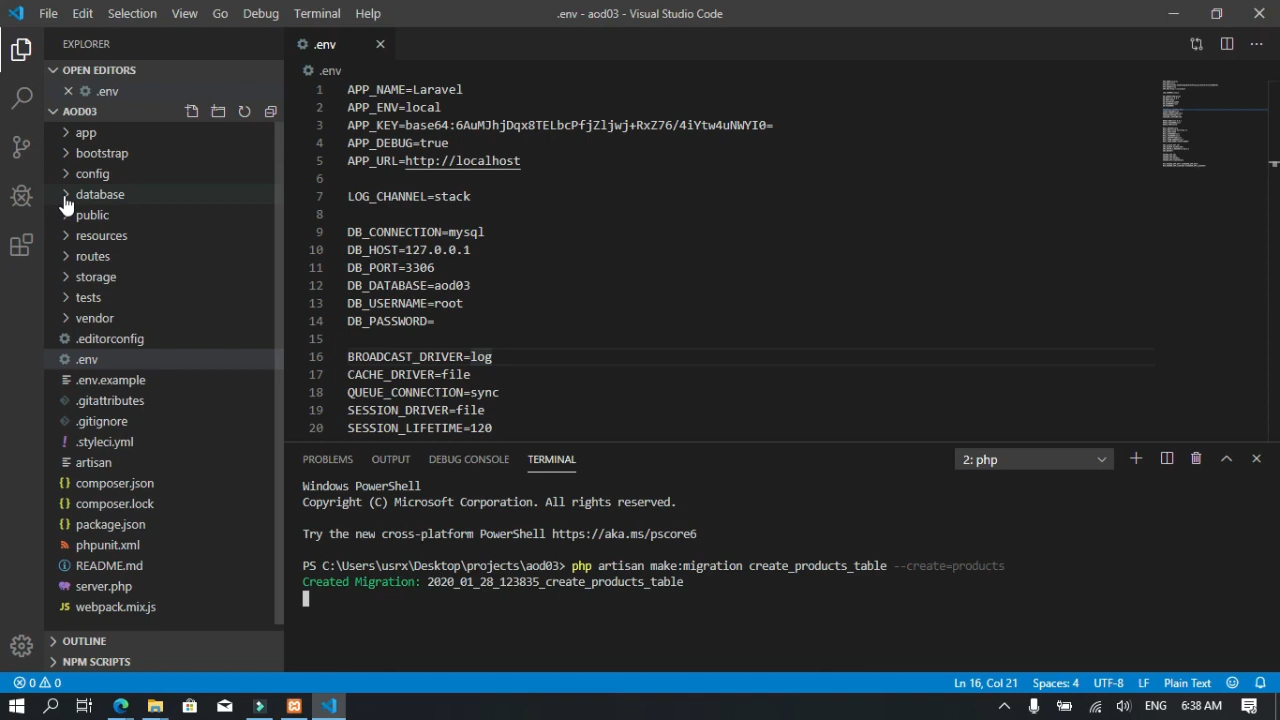 File Edit Selection View Go Debug Terminal Help
.env - aod03 - Visual Studio Code
EXPLORER
OPEN EDITORS
.env
AOD03
app
bootstrap
config
database
public
resources
routes
storage
tests
vendor
.editorconfig
.env
.env.example
.gitattributes
.gitignore
.styleci.yml
artisan
composer.json
composer.lock
package.json
phpunit.xml
README.md
server.php
webpack.mix.js
OUTLINE
NPM SCRIPTS
.env
.env
1 APP_NAME=Laravel
2 APP_ENV=local
3 APP_KEY=base64:6AWMJhjDqx8TELbcPfjZljwj+RxZ76/4iYtw4uNWYI0=
4 APP_DEBUG=true
5 APP_URL=http://localhost
6
7 LOG_CHANNEL=stack
8
9 DB_CONNECTION=mysql
10 DB_HOST=127.0.0.1
11 DB_PORT=3306
12 DB_DATABASE=aod03
13 DB_USERNAME=root
14 DB_PASSWORD=
15
16 BROADCAST_DRIVER=log
17 CACHE_DRIVER=file
18 QUEUE_CONNECTION=sync
19 SESSION_DRIVER=file
20 SESSION_LIFETIME=120
PROBLEMS OUTPUT DEBUG CONSOLE TERMINAL
2: php
Windows PowerShell
Copyright (C) Microsoft Corporation. All rights reserved.
Try the new cross-platform PowerShell https://aka.ms/pscore6
PS C:\Users\usrx\Desktop\projects\aod03> php artisan make:migration create_products_table --create=products
Created Migration: 2020_01_28_123835_create_products_table
0 0
Ln 16, Col 21 Spaces: 4 UTF-8 LF Plain Text
ENG 6:38 AM